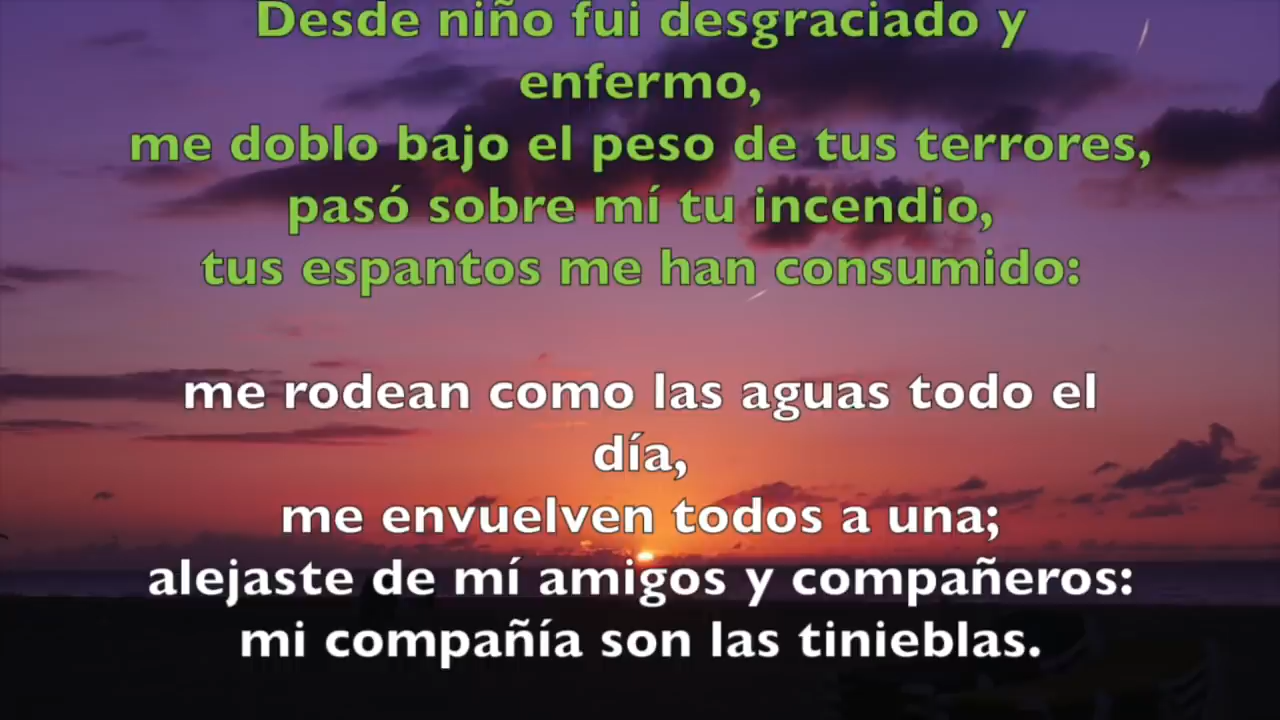 Desde niño fui desgraciado y
enfermo,
me doblo bajo el peso de tus terrores,
pasó sobre mí tu incendio,
tus espantos me han consumido:
me rodean como las aguas todo el
día,
me envuelven todos a una;
alejaste de mí amigos y compañeros:
mi compañía son las tinieblas.